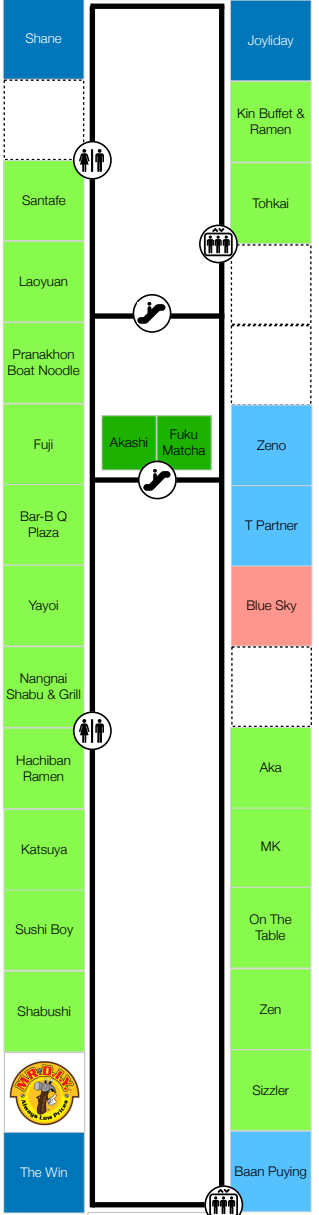 Shane
Joyliday
Kin Buffet &
Ramen
Santafe
Tohkai
Laoyuan
Pranakhon
Boat Noodle
Fuji
Akashi
Fuku
Matcha
Zeno
Bar-B Q
Plaza
T Partner
Yayoi
Blue Sky
Nangnai
Shabu & Grill
Hachiban
Ramen
Aka
Katsuya
MK
Sushi Boy
On The
Table
Shabushi
Zen
MR.D.I.Y.
Always Low Prices
Sizzler
The Win
Baan Puying